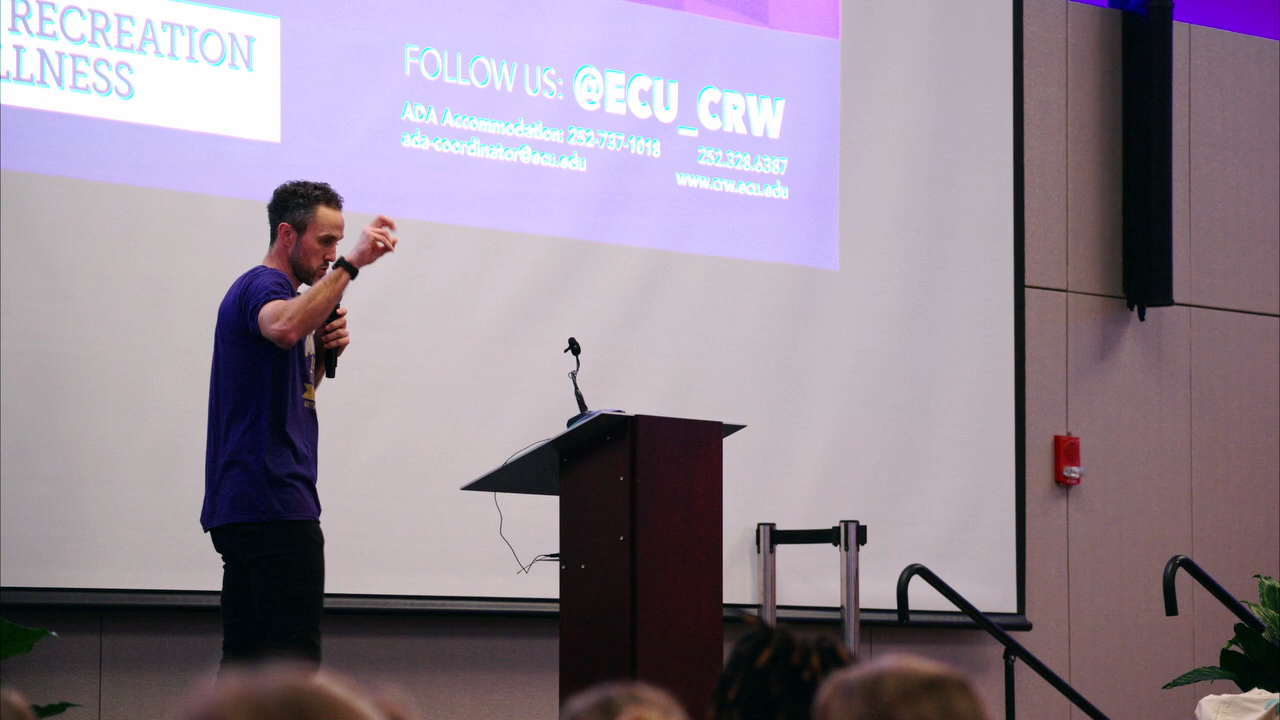 RECREATION
LLNESS
FOLLOW US: @ECU_CRW
ADA Accommodation: 252-737-1018
ada-coordinator@ecu.edu
252.328.6387
www.crw.ecu.edu